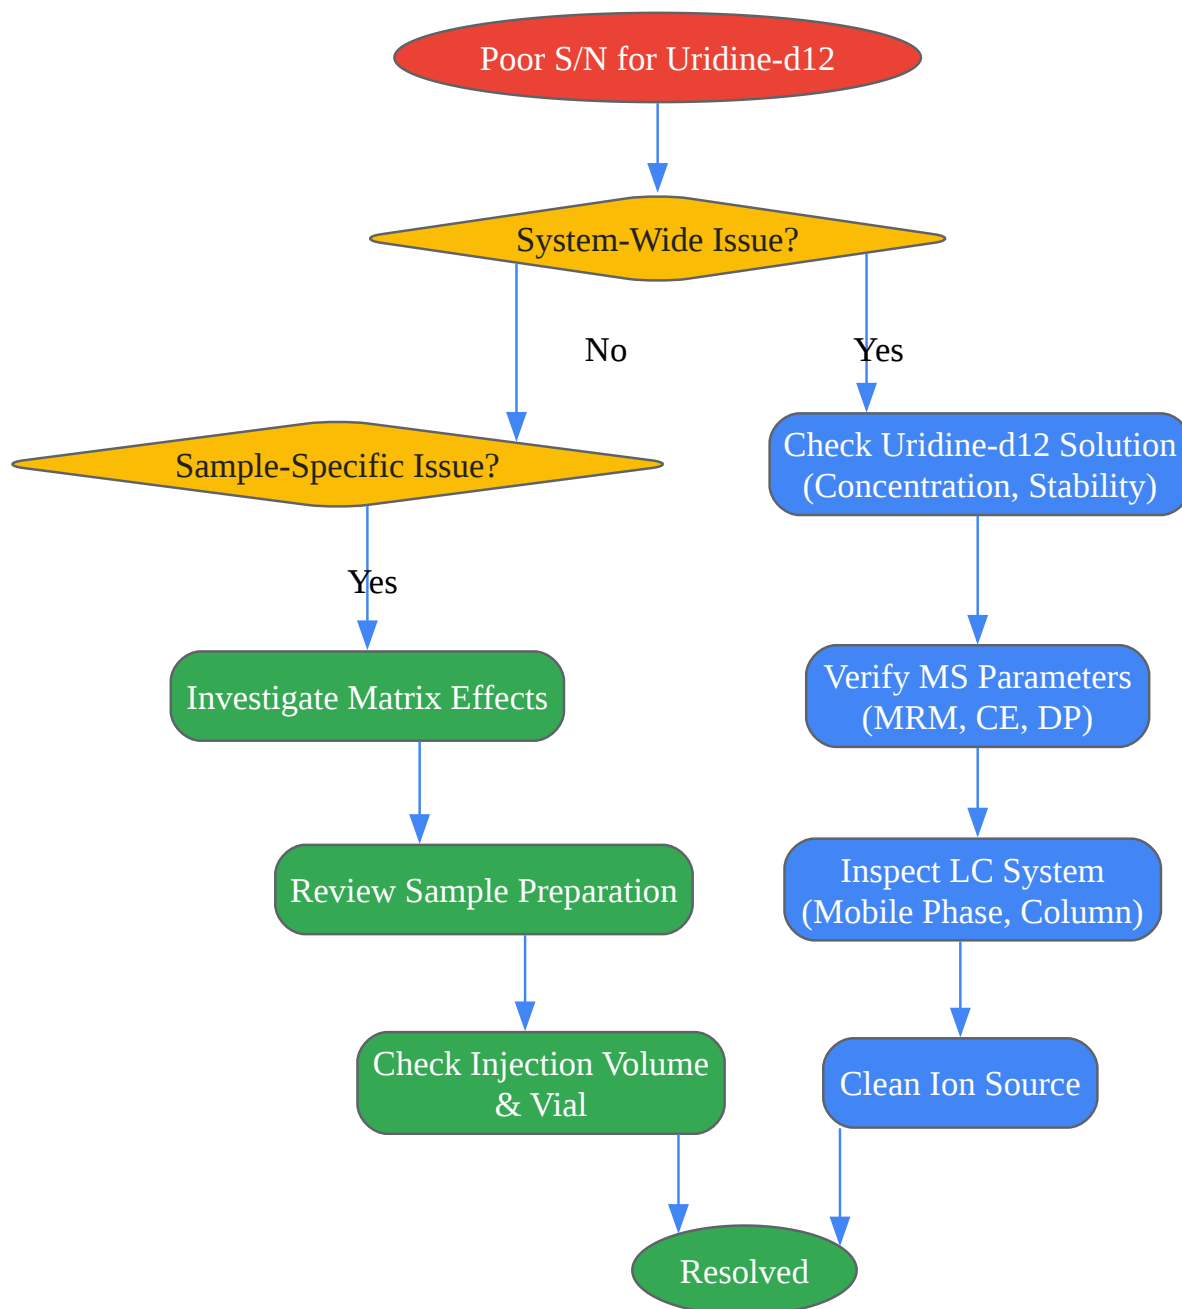 Poor S/N for Uridine-d12
System-Wide Issue?
No
Yes
Sample-Specific Issue?
Check Uridine-d12 Solution
(Concentration, Stability)
Yes
Investigate Matrix Effects
Verify MS Parameters
(MRM, CE, DP)
Review Sample Preparation
Inspect LC System
(Mobile Phase, Column)
Check Injection Volume
& Vial
Clean Ion Source
Resolved